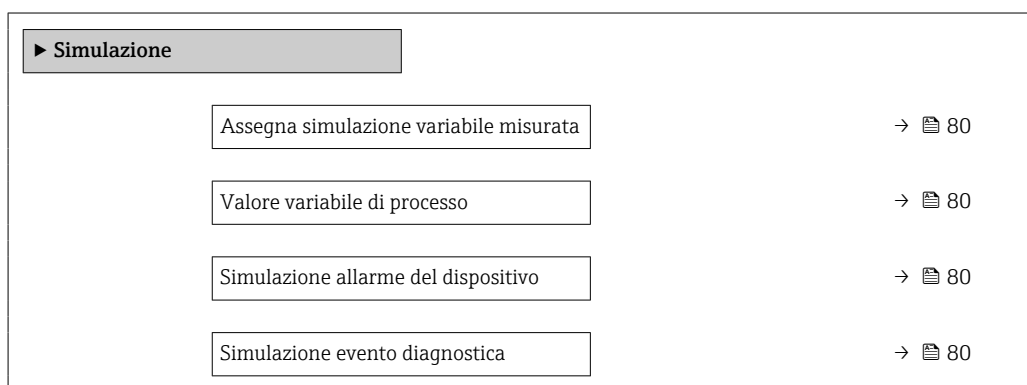 ▶ Simulazione
Assegna simulazione variabile misurata → 80
Valore variabile di processo → 80
Simulazione allarme del dispositivo → 80
Simulazione evento diagnostica → 80